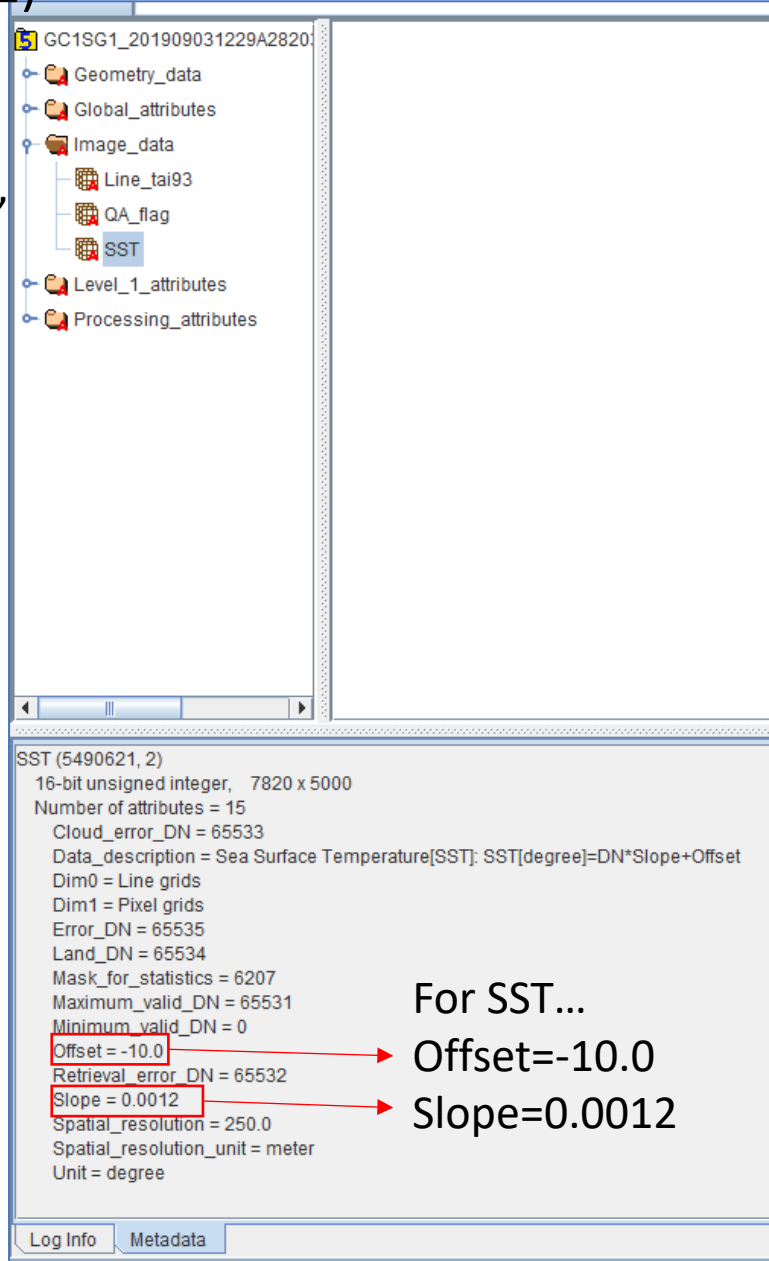 GC1SG1_201909031229A28203
Geometry_data
Global_attributes
Image_data
Line_tai93
QA_flag
SST
Level_1_attributes
Processing_attributes
SST (5490621, 2)
16-bit unsigned integer, 7820 x 5000
Number of attributes = 15
Cloud_error_DN = 65533
Data_description = Sea Surface Temperature[SST]: SST[degree]=DN*Slope+Offset
Dim0 = Line grids
Dim1 = Pixel grids
Error_DN = 65535
Land_DN = 65534
Mask_for_statistics = 6207
Maximum_valid_DN = 65531
Minimum_valid_DN = 0
Offset = -10.0
Retrieval_error_DN = 65532
Slope = 0.0012
Spatial_resolution = 250.0
Spatial_resolution_unit = meter
Unit = degree
For SST...
Offset=-10.0
Slope=0.0012
Log Info Metadata